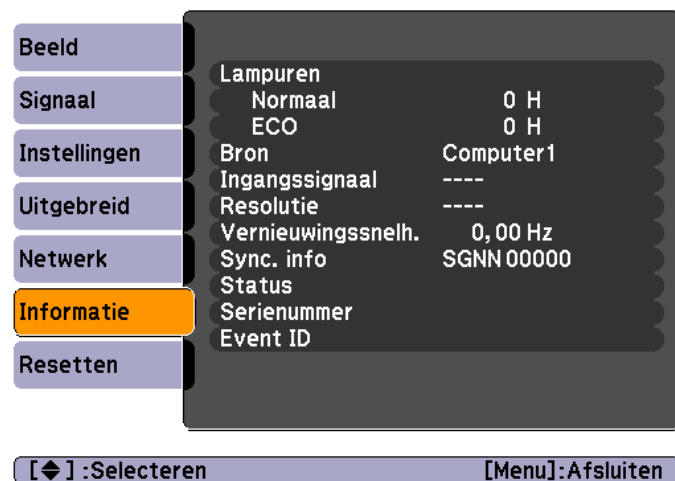 Beeld
Signaal
Instellingen
Uitgebreid
Netwerk
Informatie
Resetten
Lampuren
Normaal 0 H
ECO 0 H
Bron Computer1
Ingangssignaal ----
Resolutie ----
Vernieuwingssnelh. 0,00 Hz
Sync. info SGNN 00000
Status
Serienummer
Event ID
[◆] :Selecteren [Menu]:Afsluiten